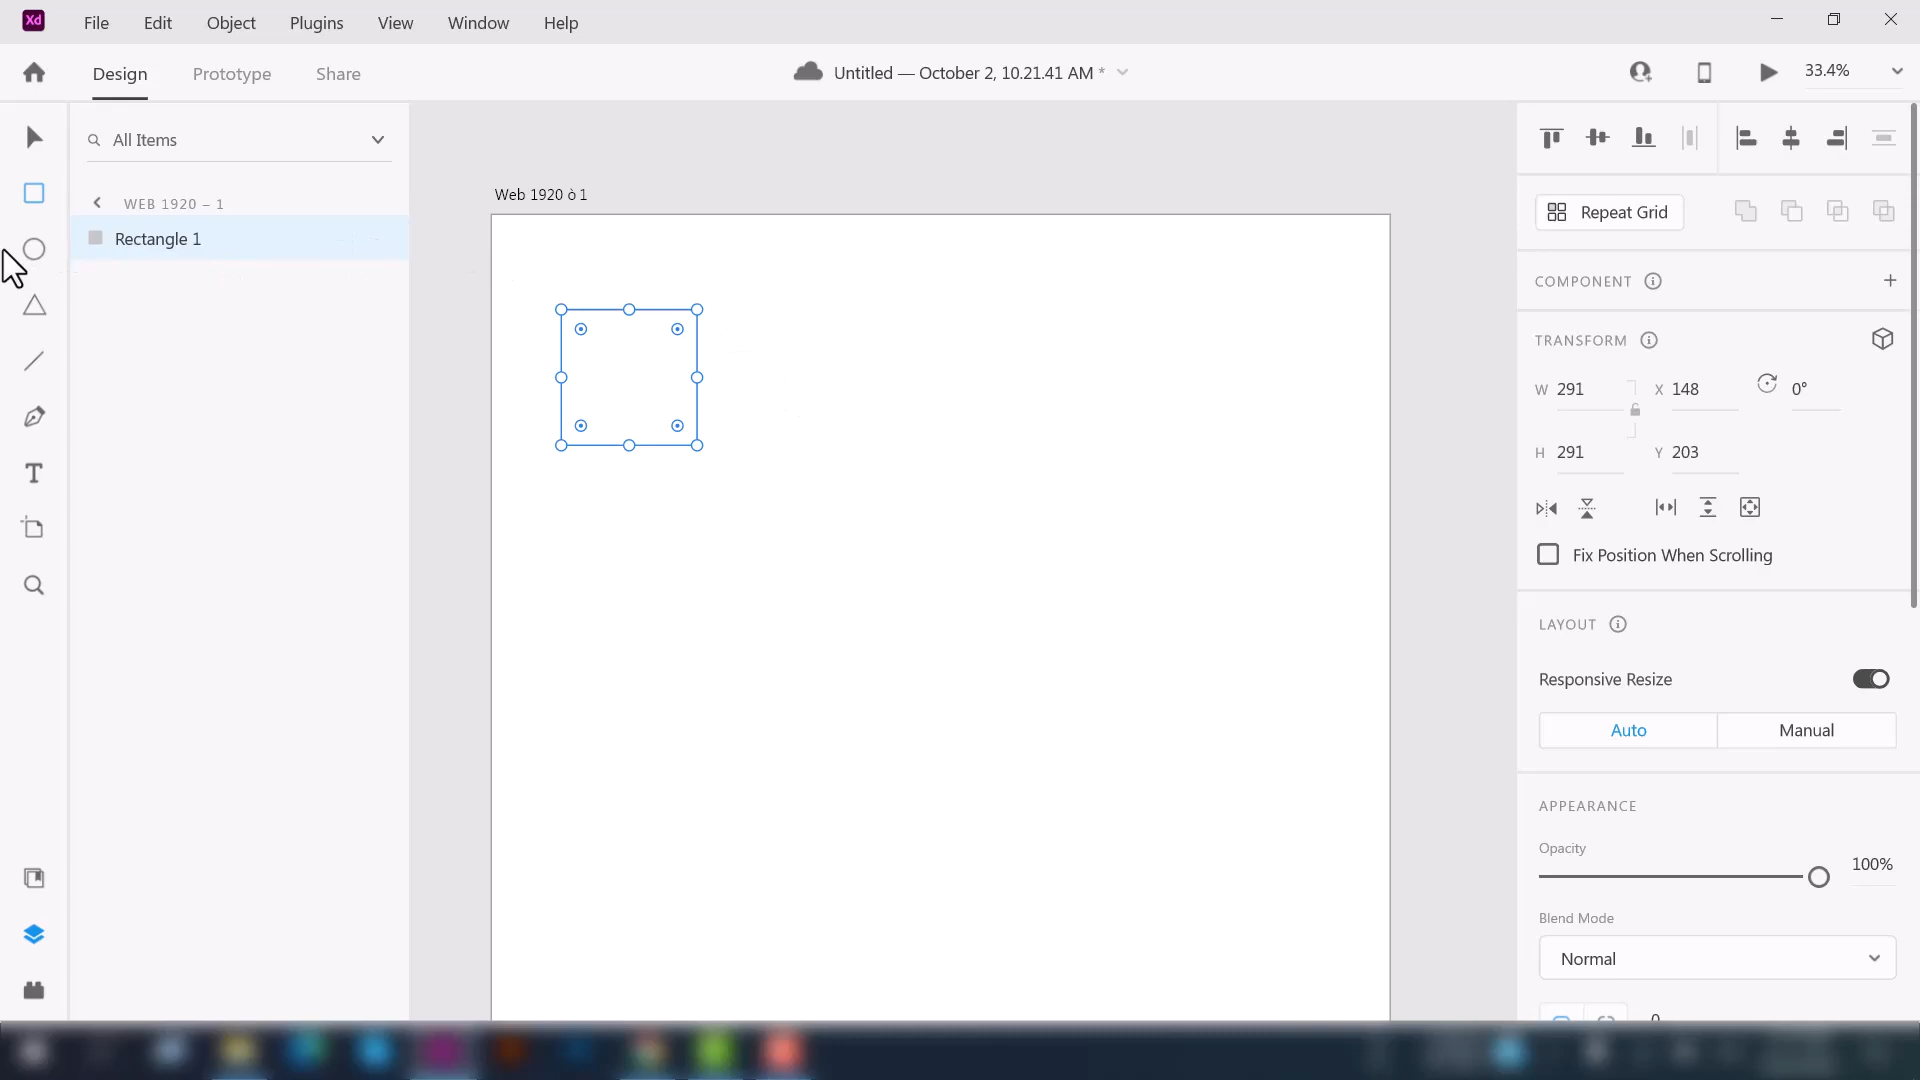 Xd File Edit Object Plugins View Window Help
Design Prototype Share Untitled — October 2, 10.21.41 AM * 33.4%
All Items
WEB 1920 – 1
Rectangle 1
Web 1920 ò 1
Repeat Grid
COMPONENT
TRANSFORM
W 291 X 148 0°
H 291 Y 203
Fix Position When Scrolling
LAYOUT
Responsive Resize
Auto Manual
APPEARANCE
Opacity
100%
Blend Mode
Normal
0